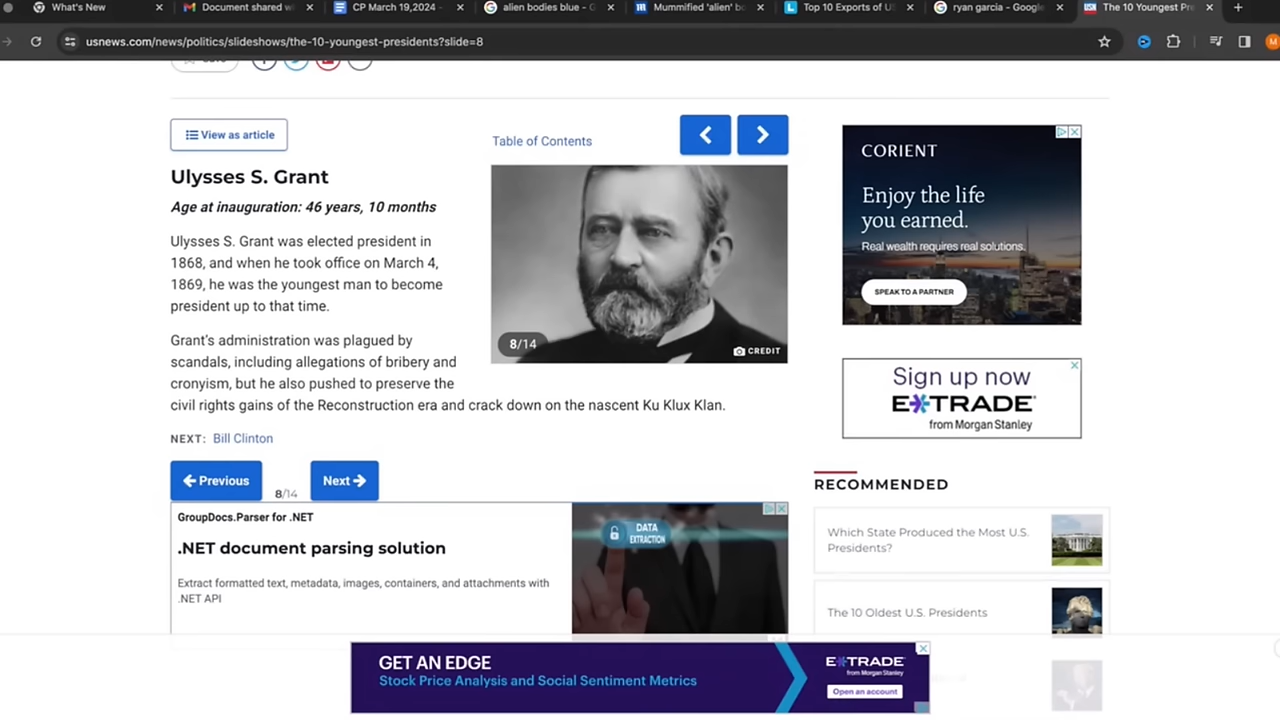 What's New
Document shared w
CP March 19,2024 -
alien bodies blue - G
Mummified 'alien' bo
Top 10 Exports of U
ryan garcia - Google
The 10 Youngest Pre
usnews.com/news/politics/slideshows/the-10-youngest-presidents?slide=8
View as article
Table of Contents
Ulysses S. Grant
Age at inauguration: 46 years, 10 months
Ulysses S. Grant was elected president in
1868, and when he took office on March 4,
1869, he was the youngest man to become
president up to that time.
Grant's administration was plagued by
scandals, including allegations of bribery and
cronyism, but he also pushed to preserve the
civil rights gains of the Reconstruction era and crack down on the nascent Ku Klux Klan.
8/14
CREDIT
NEXT: Bill Clinton
Previous
8/14
Next
GroupDocs.Parser for .NET
.NET document parsing solution
Extract formatted text, metadata, images, containers, and attachments with
.NET API
DATA
EXTRACTION
CORIENT
Enjoy the life
you earned.
Real wealth requires real solutions.
SPEAK TO A PARTNER
Sign up now
E*TRADE
from Morgan Stanley
RECOMMENDED
Which State Produced the Most U.S.
Presidents?
The 10 Oldest U.S. Presidents
GET AN EDGE
Stock Price Analysis and Social Sentiment Metrics
E*TRADE
from Morgan Stanley
Open an account